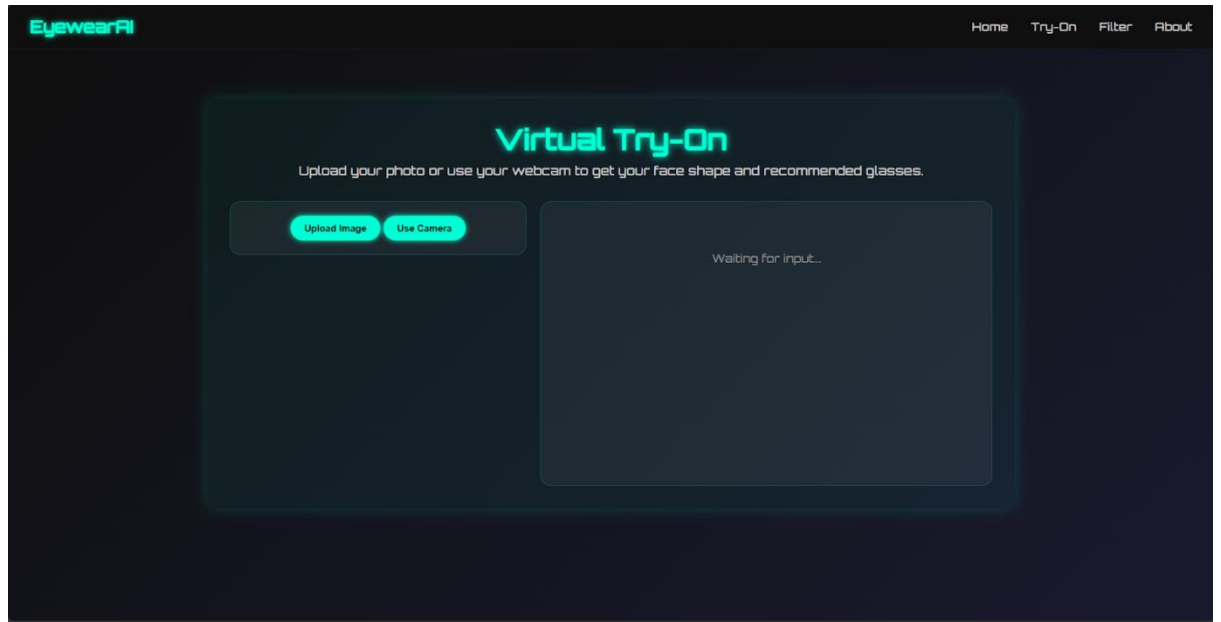 EyewearAI
Home Try-On Filter About
Virtual Try-On
Upload your photo or use your webcam to get your face shape and recommended glasses.
Upload Image Use Camera
Waiting for input...